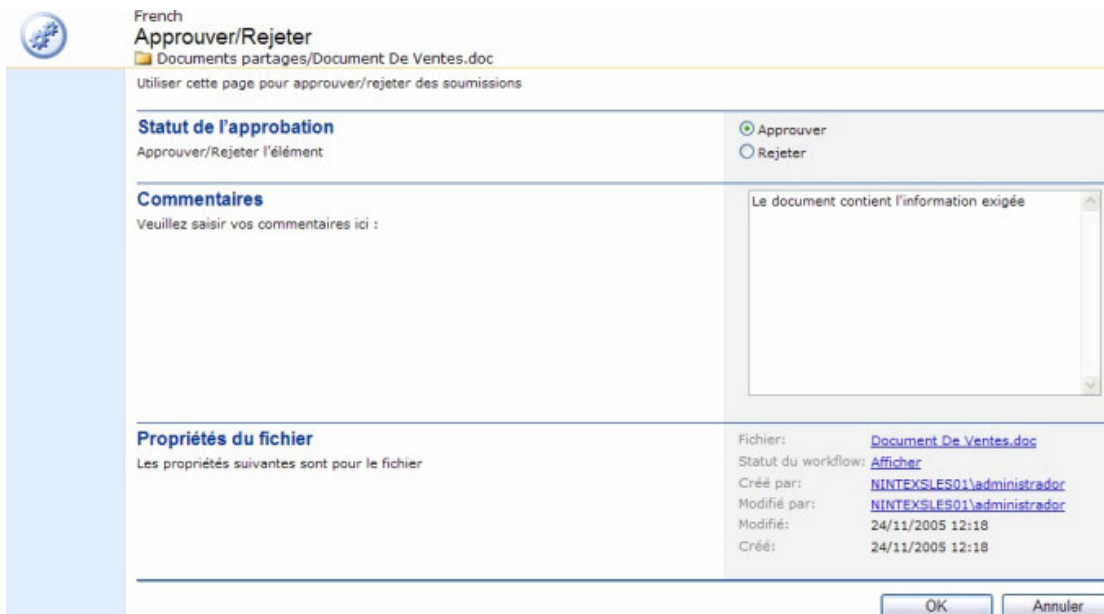 French
Approuver/Rejeter
Documents partages/Document De Ventes.doc
Utiliser cette page pour approuver/rejeter des soumissions
Statut de l'approbation
Approuver/Rejeter l'élément
Approuver
Rejeter
Commentaires
Veuillez saisir vos commentaires ici :
Le document contient l'information exigée
Propriétés du fichier
Les propriétés suivantes sont pour le fichier
Fichier: Document De Ventes.doc
Statut du workflow: Afficher
Créé par: NINTEXSLES01\administrador
Modifié par: NINTEXSLES01\administrador
Modifié: 24/11/2005 12:18
Créé: 24/11/2005 12:18
OK Annuler